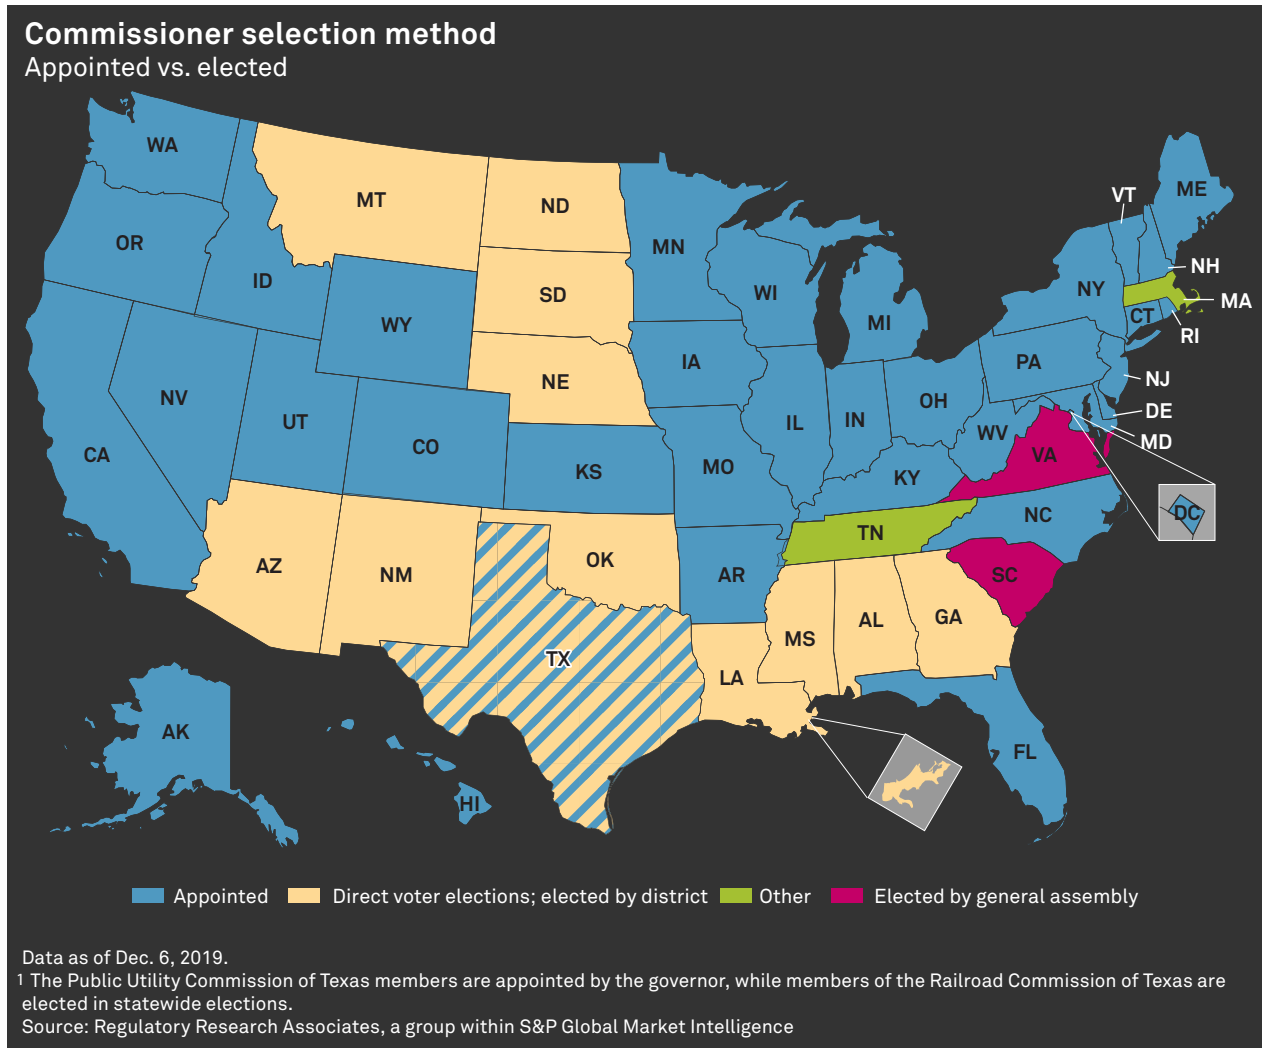 Commissioner selection method
Appointed vs. elected
WA
MT
ND
MN
VT
ME
OR
ID
SD
WI
NY
NH
MA
WY
MI
CT
RI
IA
PA
NE
NJ
NV
UT
CO
IL
IN
OH
DE
MD
CA
KS
MO
WV
VA
KY
DC
NC
TN
AZ
NM
OK
AR
SC
MS
AL
GA
TX
LA
AK
FL
HI
Appointed
Direct voter elections; elected by district
Other
Elected by general assembly
Data as of Dec. 6, 2019.
1 The Public Utility Commission of Texas members are appointed by the governor, while members of the Railroad Commission of Texas are
elected in statewide elections.
Source: Regulatory Research Associates, a group within S&P Global Market Intelligence